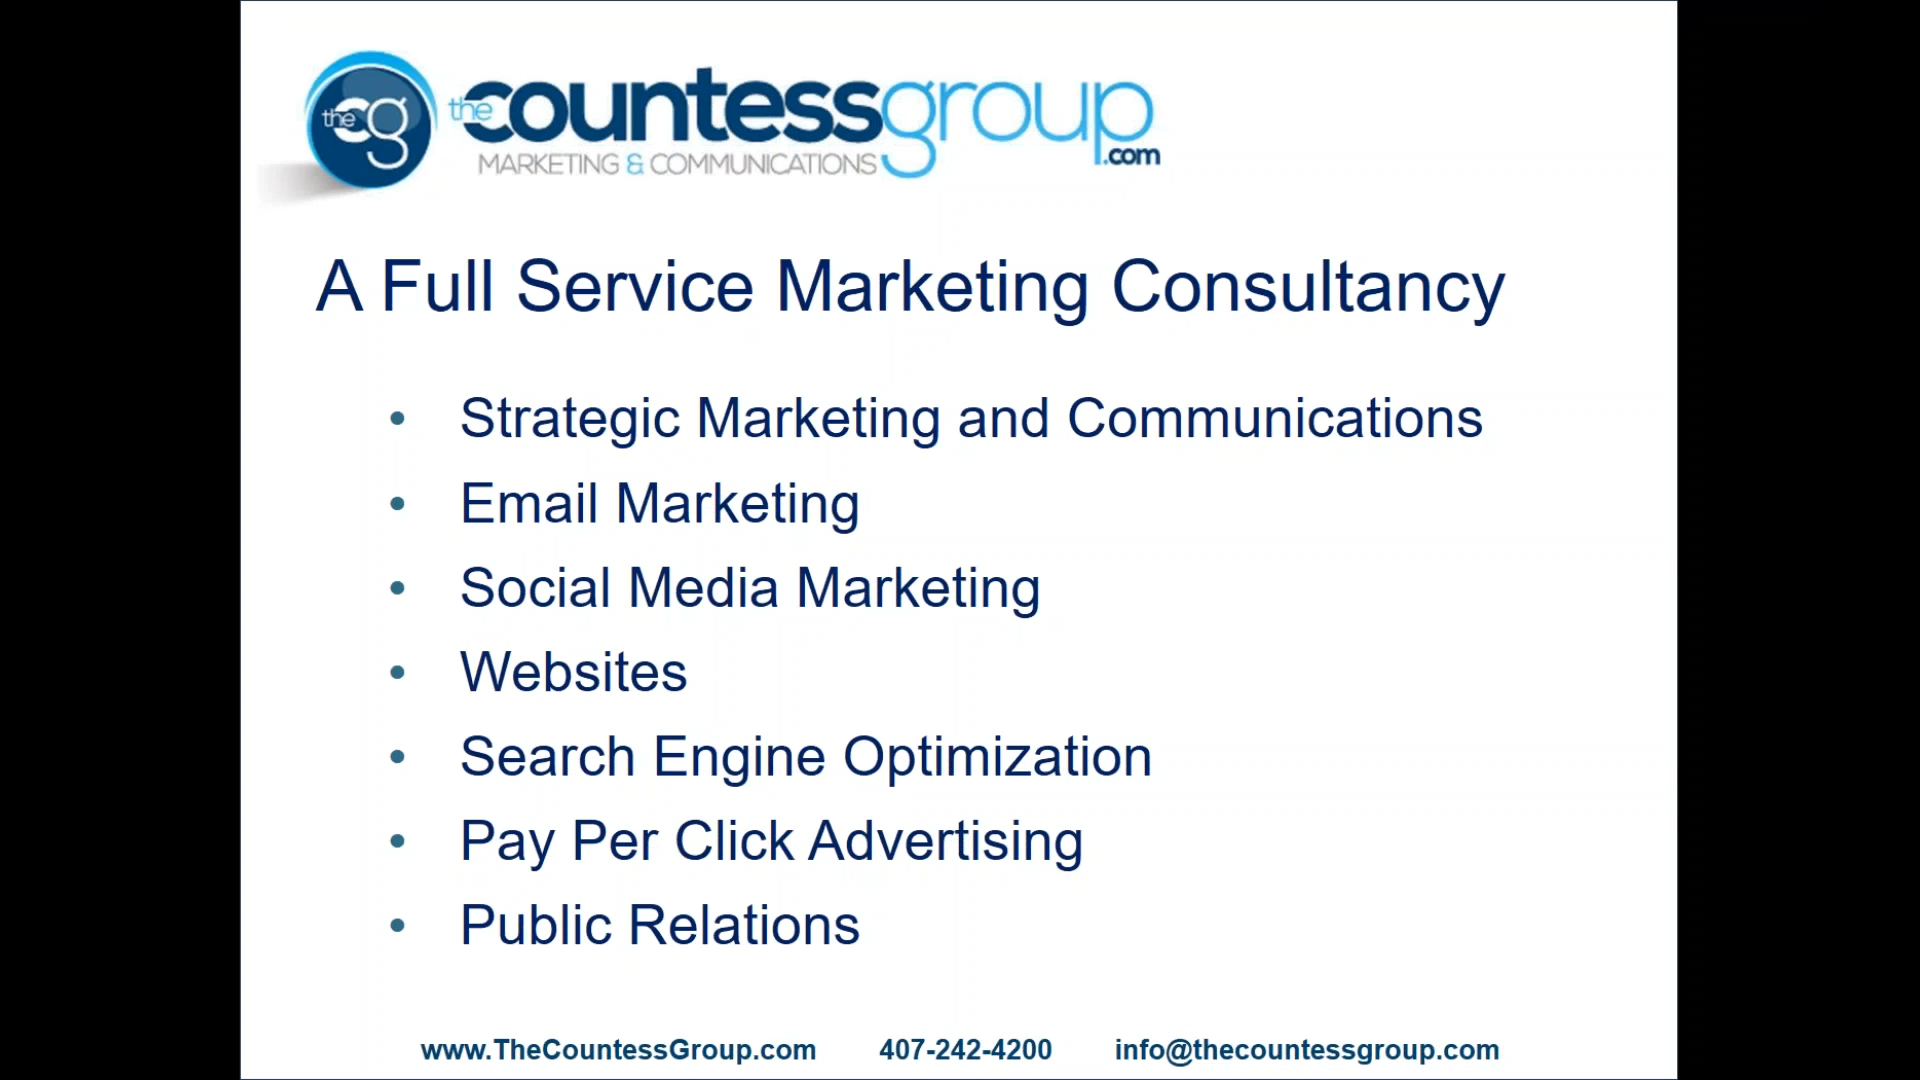 the cg the countessgroup
MARKETING & COMMUNICATIONS .com
A Full Service Marketing Consultancy
• Strategic Marketing and Communications
• Email Marketing
• Social Media Marketing
• Websites
• Search Engine Optimization
• Pay Per Click Advertising
• Public Relations
www.TheCountessGroup.com 407-242-4200 info@thecountessgroup.com